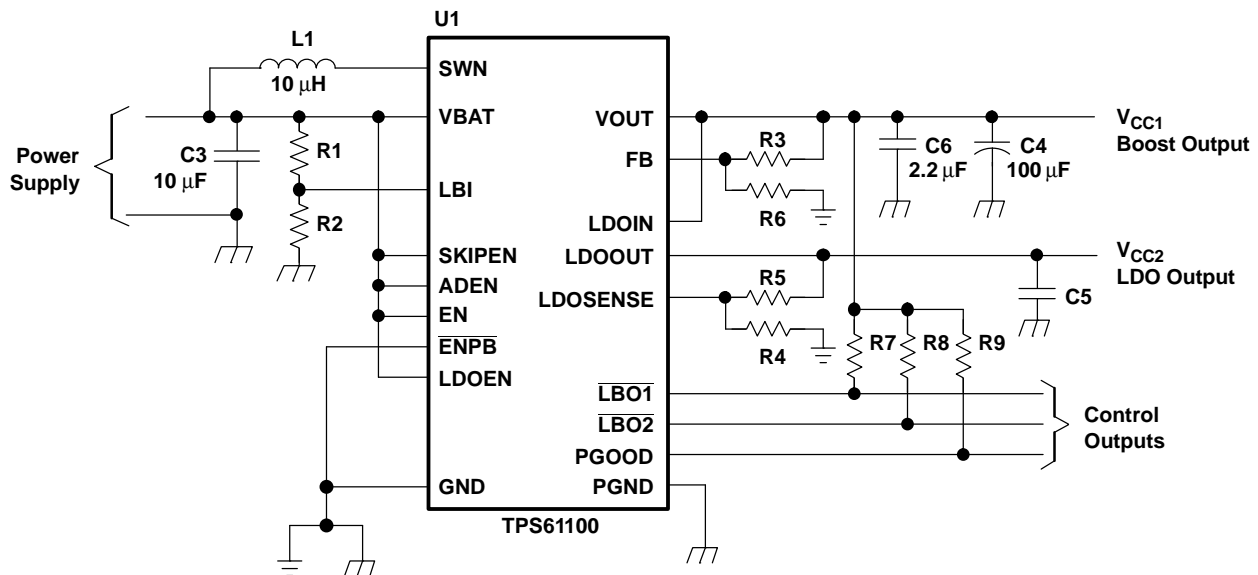 U1
L1
10 μH
SWN
VBAT
VOUT
VCC1
Boost Output
Power
Supply
C3
10 μF
R1
R3
C6
2.2 μF
C4
100 μF
FB
LBI
R6
R2
LDOIN
SKIPEN
LDOOUT
VCC2
LDO Output
ADEN
R5
C5
LDOSENSE
EN
ENPB
R4
R7
R8
R9
LDOEN
LBO1
LBO2
Control
Outputs
PGOOD
GND
PGND
TPS61100